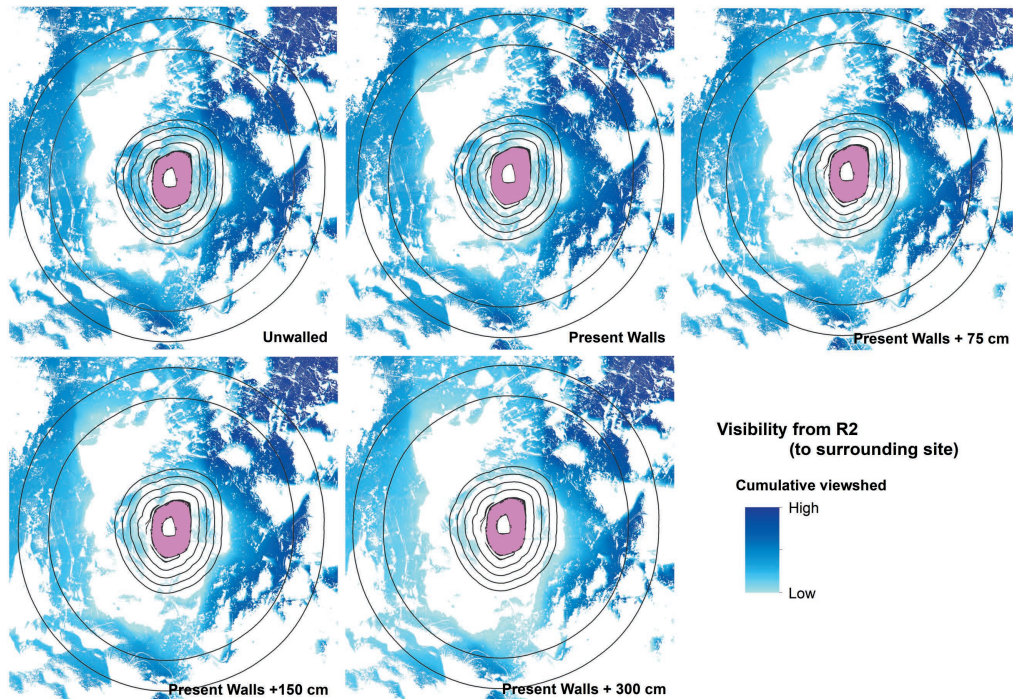 Unwalled
Present Walls
Present Walls + 75 cm
Present Walls +150 cm
Present Walls + 300 cm
Visibility from R2
(to surrounding site)
Cumulative viewshed
High
Low